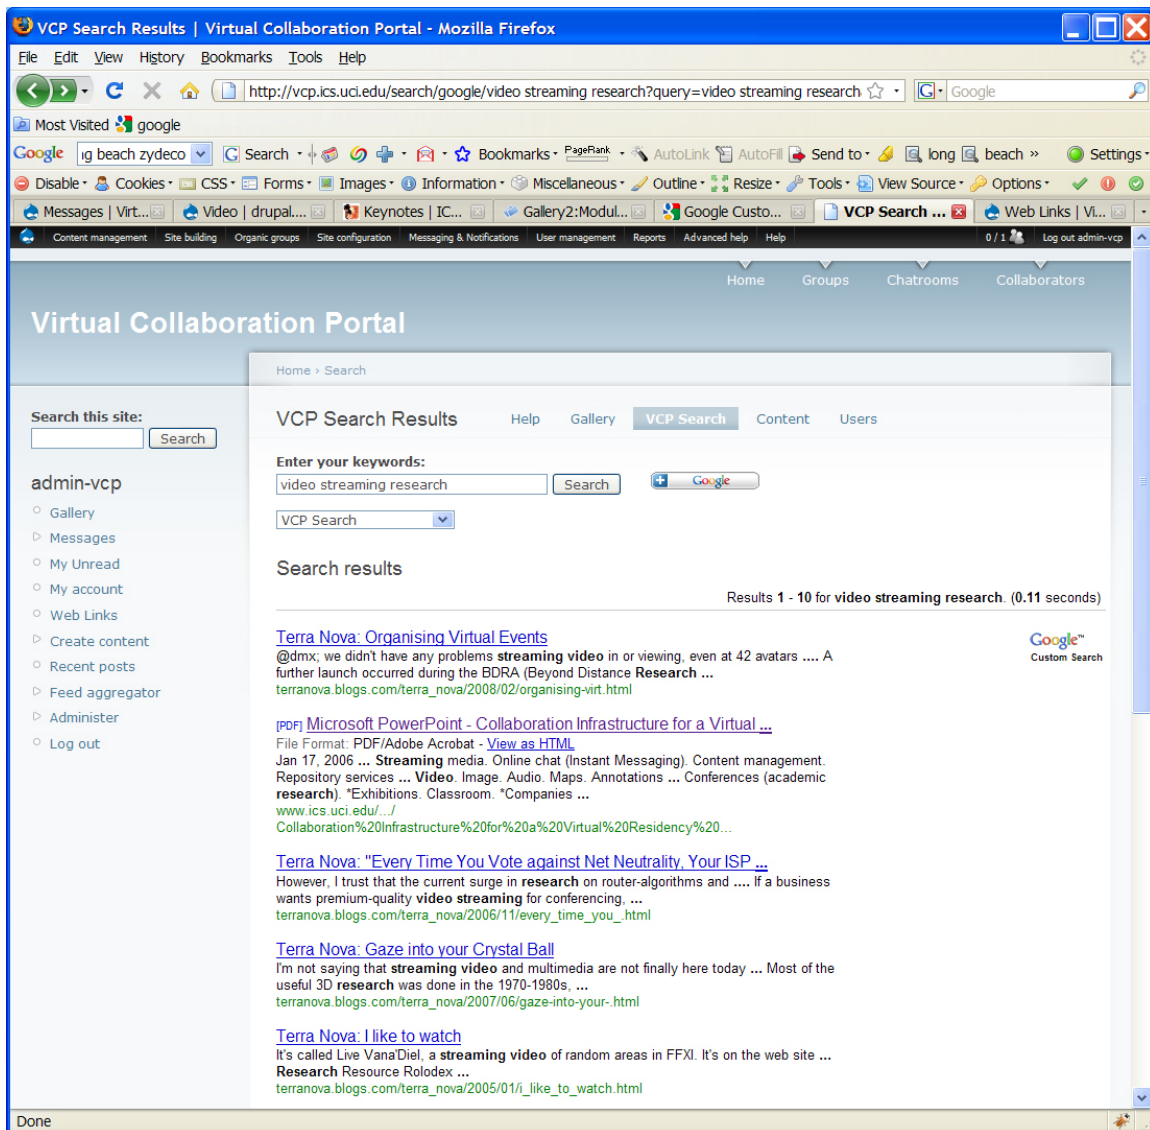 VCP Search Results | Virtual Collaboration Portal - Mozilla Firefox
File Edit View History Bookmarks Tools Help
http://vcp.ics.uci.edu/search/google/video streaming research?query=video streaming research Google
Most Visited google
Google ıg beach zydeco Search Bookmarks PageRank AutoLink AutoFill Send to long beach » Settings
Disable Cookies CSS Forms Images Information Miscellaneous Outline Resize Tools View Source Options
Messages | Virt... Video | drupal.... Keynotes | IC... Gallery2:Modul... Google Custo... VCP Search ... Web Links | Vi...
Content management Site building Organic groups Site configuration Messaging & Notifications User management Reports Advanced help Help 0 / 1 Log out admin-vcp
Home Groups Chatrooms Collaborators
Virtual Collaboration Portal
Home › Search
Search this site:
Search
VCP Search Results Help Gallery VCP Search Content Users
Enter your keywords:
video streaming research Search Google
VCP Search
admin-vcp
Gallery
Messages
My Unread
My account
Web Links
Create content
Recent posts
Feed aggregator
Administer
Log out
Search results
Results 1 - 10 for video streaming research. (0.11 seconds)
Google™
Custom Search
Terra Nova: Organising Virtual Events
@dmx; we didn't have any problems streaming video in or viewing, even at 42 avatars .... A
further launch occurred during the BDRA (Beyond Distance Research ...
terranova.blogs.com/terra_nova/2008/02/organising-virt.html
[PDF] Microsoft PowerPoint - Collaboration Infrastructure for a Virtual ...
File Format: PDF/Adobe Acrobat - View as HTML
Jan 17, 2006 ... Streaming media. Online chat (Instant Messaging). Content management.
Repository services ... Video. Image. Audio. Maps. Annotations ... Conferences (academic
research). *Exhibitions. Classroom. *Companies ...
www.ics.uci.edu/.../
Collaboration%20Infrastructure%20for%20a%20Virtual%20Residency%20...
Terra Nova: "Every Time You Vote against Net Neutrality, Your ISP ...
However, I trust that the current surge in research on router-algorithms and .... If a business
wants premium-quality video streaming for conferencing, ...
terranova.blogs.com/terra_nova/2006/11/every_time_you_.html
Terra Nova: Gaze into your Crystal Ball
I'm not saying that streaming video and multimedia are not finally here today ... Most of the
useful 3D research was done in the 1970-1980s, ...
terranova.blogs.com/terra_nova/2007/06/gaze-into-your-.html
Terra Nova: I like to watch
It's called Live Vana'Diel, a streaming video of random areas in FFXI. It's on the web site ...
Research Resource Rolodex ...
terranova.blogs.com/terra_nova/2005/01/i_like_to_watch.html
Done